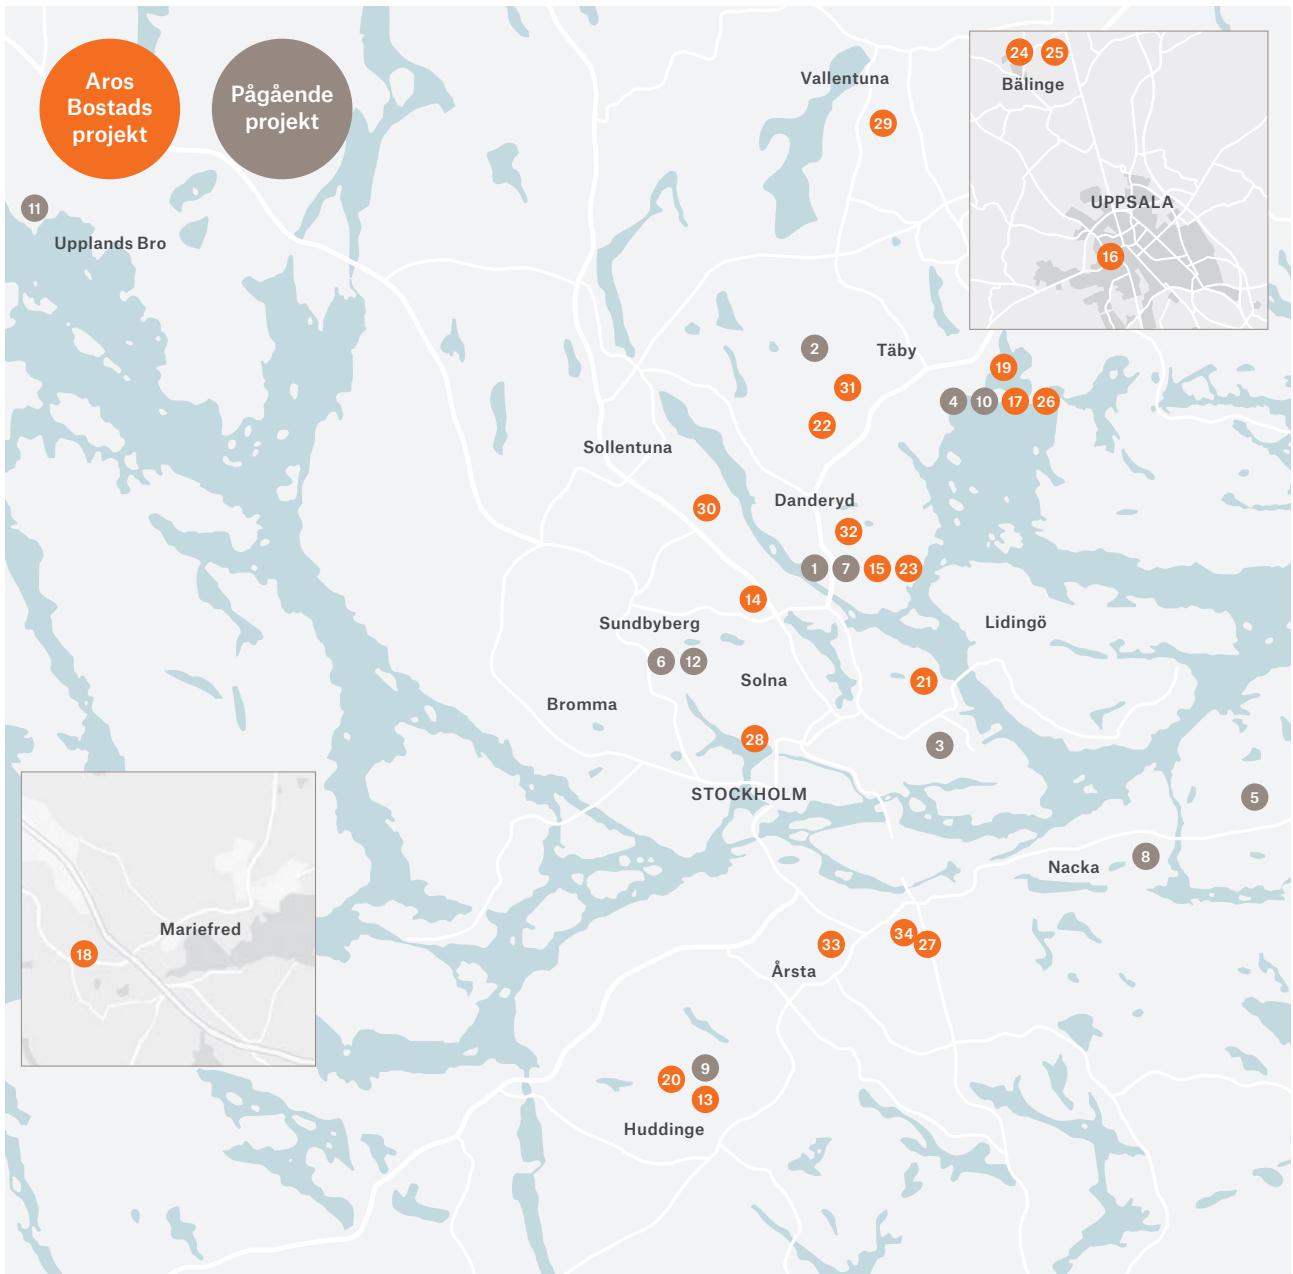 Aros
Bostads
projekt
Pågående
projekt
Vallentuna
29
24
25
Bälinge
UPPSALA
16
11
Upplands Bro
2
Täby
31
22
19
4
10
17
26
Sollentuna
30
Danderyd
32
1
7
15
23
14
Sundbyberg
6
12
Solna
Lidingö
21
Bromma
28
3
STOCKHOLM
5
Nacka
8
Mariefred
18
33
34
27
Årsta
20
9
13
Huddinge